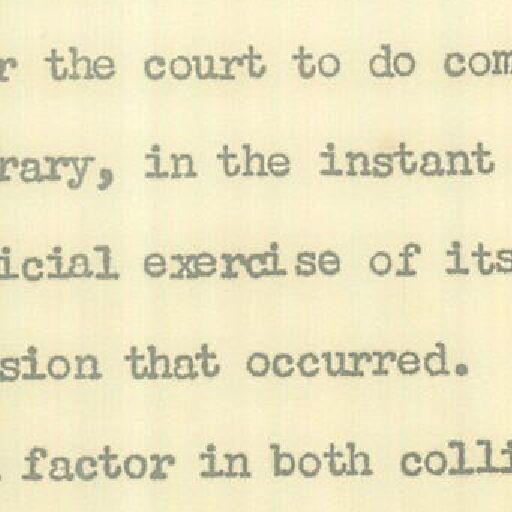 r the court to do com
rary, in the instant
icial exercise of its
sion that occurred.
factor in both colli